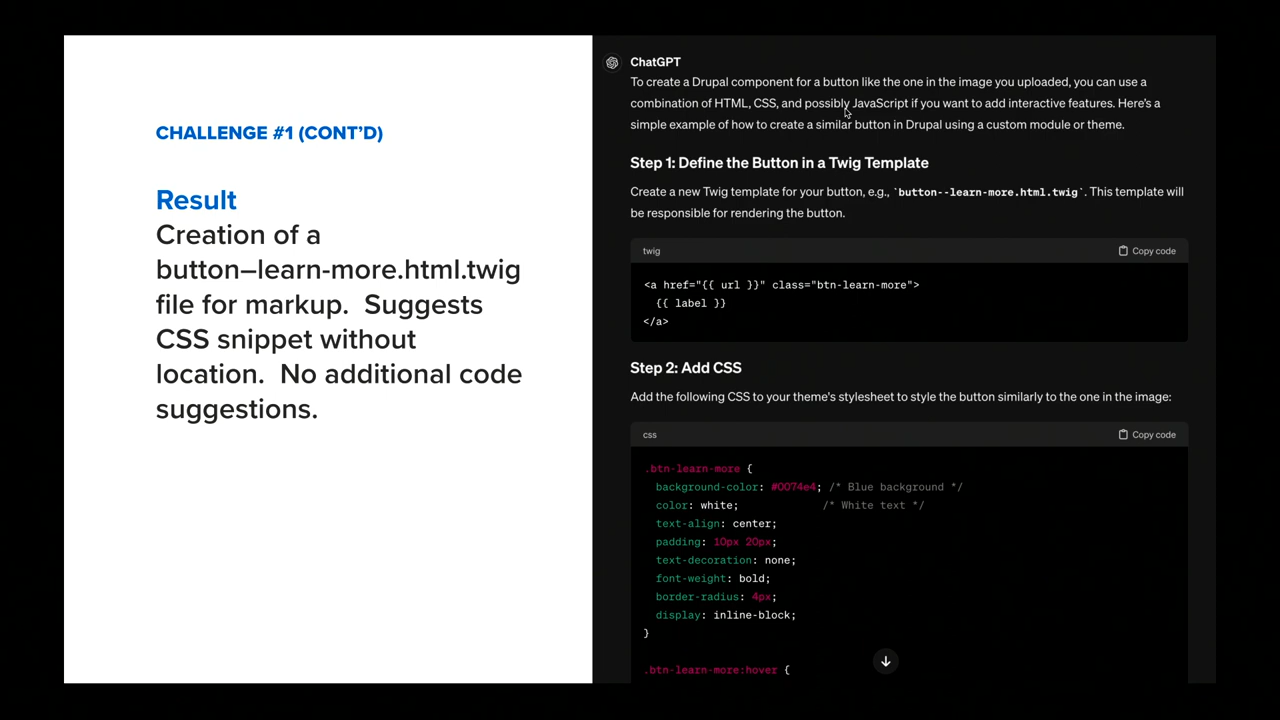 CHALLENGE #1 (CONT’D)
Result
Creation of a
button–learn-more.html.twig
file for markup.  Suggests
CSS snippet without
location.  No additional code
suggestions.
ChatGPT
To create a Drupal component for a button like the one in the image you uploaded, you can use a
combination of HTML, CSS, and possibly JavaScript if you want to add interactive features. Here's a
simple example of how to create a similar button in Drupal using a custom module or theme.
Step 1: Define the Button in a Twig Template
Create a new Twig template for your button, e.g., `button--learn-more.html.twig`. This template will
be responsible for rendering the button.
twig Copy code
<a href="{{ url }}" class="btn-learn-more">
  {{ label }}
</a>
Step 2: Add CSS
Add the following CSS to your theme's stylesheet to style the button similarly to the one in the image:
css Copy code
.btn-learn-more {
  background-color: #0074e4; /* Blue background */
  color: white;             /* White text */
  text-align: center;
  padding: 10px 20px;
  text-decoration: none;
  font-weight: bold;
  border-radius: 4px;
  display: inline-block;
}
.btn-learn-more:hover {